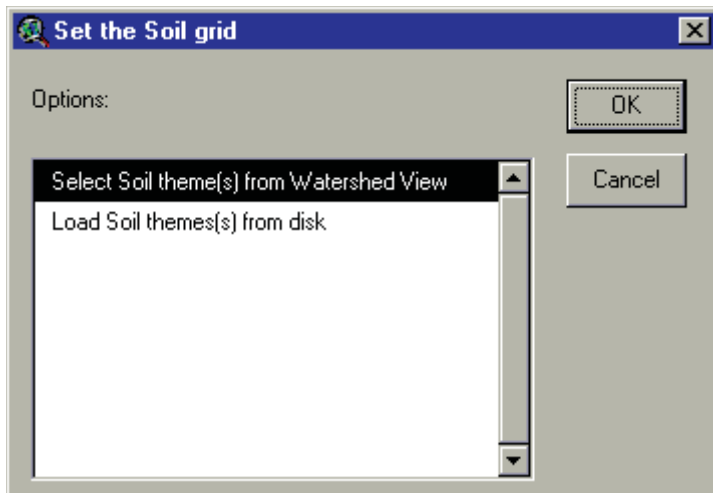 Set the Soil grid
Options:
OK
Select Soil theme(s) from Watershed View
Cancel
Load Soil themes(s) from disk